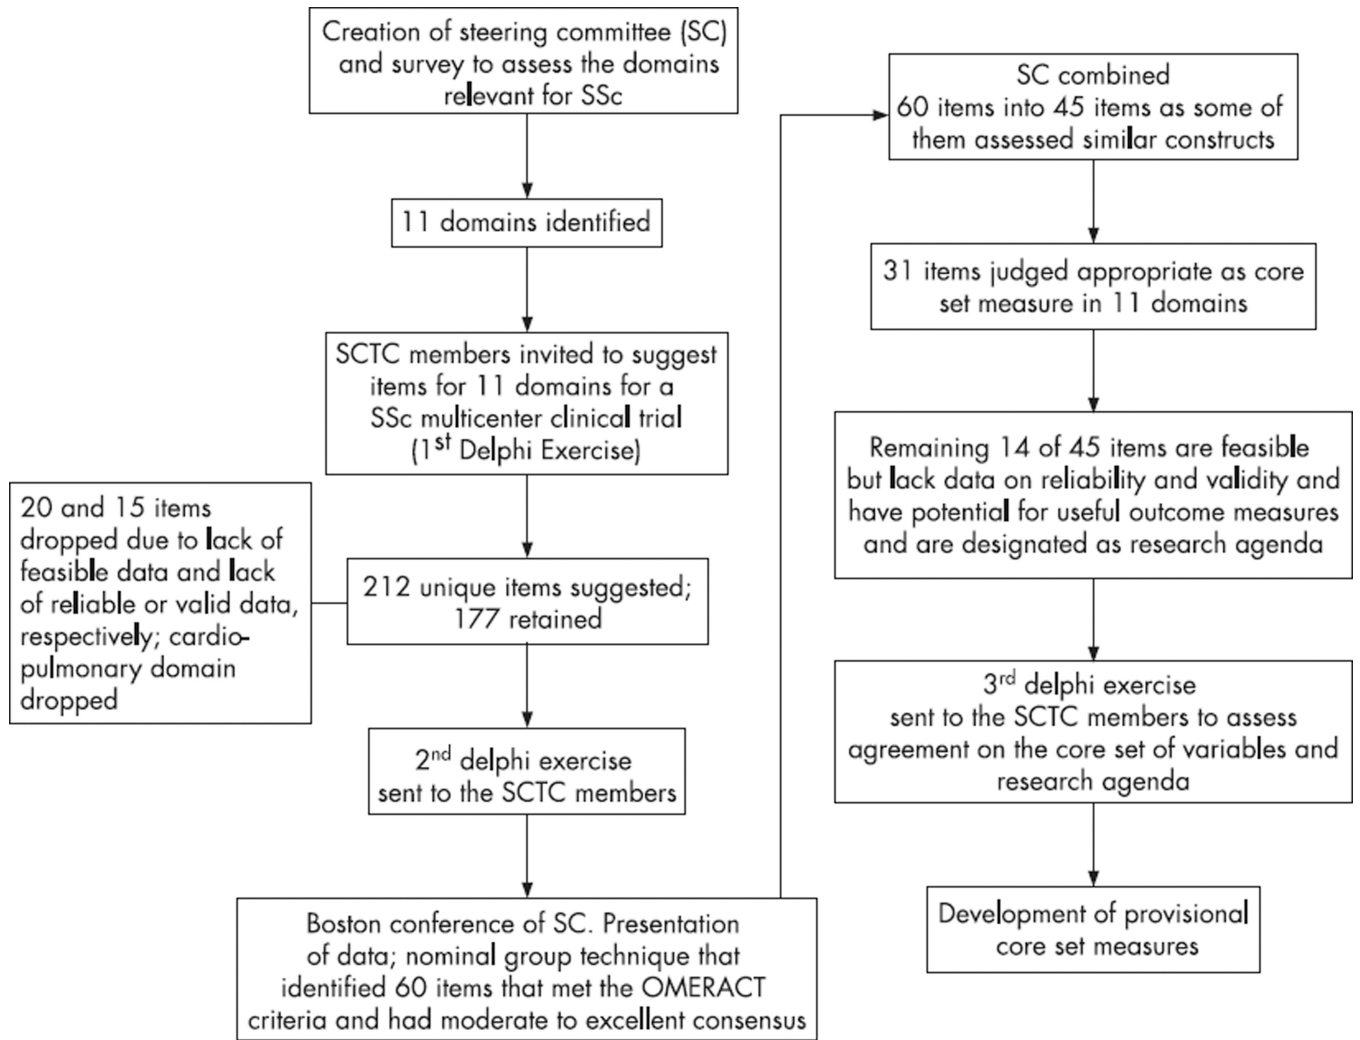 Creation of steering committee (SC)
and survey to assess the domains
relevant for SSc
11 domains identified
SCTC members invited to suggest
items for 11 domains for a
SSc multicenter clinical trial
(1st Delphi Exercise)
20 and 15 items
dropped due to lack of
feasible data and lack
of reliable or valid data,
respectively; cardio-
pulmonary domain
dropped
212 unique items suggested;
177 retained
2nd delphi exercise
sent to the SCTC members
Boston conference of SC. Presentation
of data; nominal group technique that
identified 60 items that met the OMERACT
criteria and had moderate to excellent consensus
SC combined
60 items into 45 items as some of
them assessed similar constructs
31 items judged appropriate as core
set measure in 11 domains
Remaining 14 of 45 items are feasible
but lack data on reliability and validity and
have potential for useful outcome measures
and are designated as research agenda
3rd delphi exercise
sent to the SCTC members to assess
agreement on the core set of variables and
research agenda
Development of provisional
core set measures